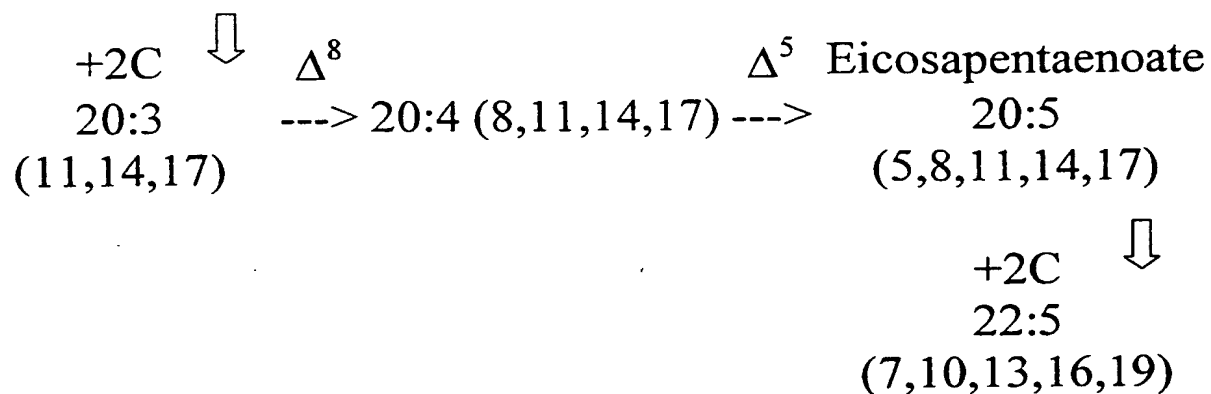 +2C ⇩ Δ⁸ Δ⁵ Eicosapentaenoate
20:3 ---> 20:4 (8,11,14,17) ---> 20:5
(11,14,17) (5,8,11,14,17)
+2C ⇩
22:5
(7,10,13,16,19)